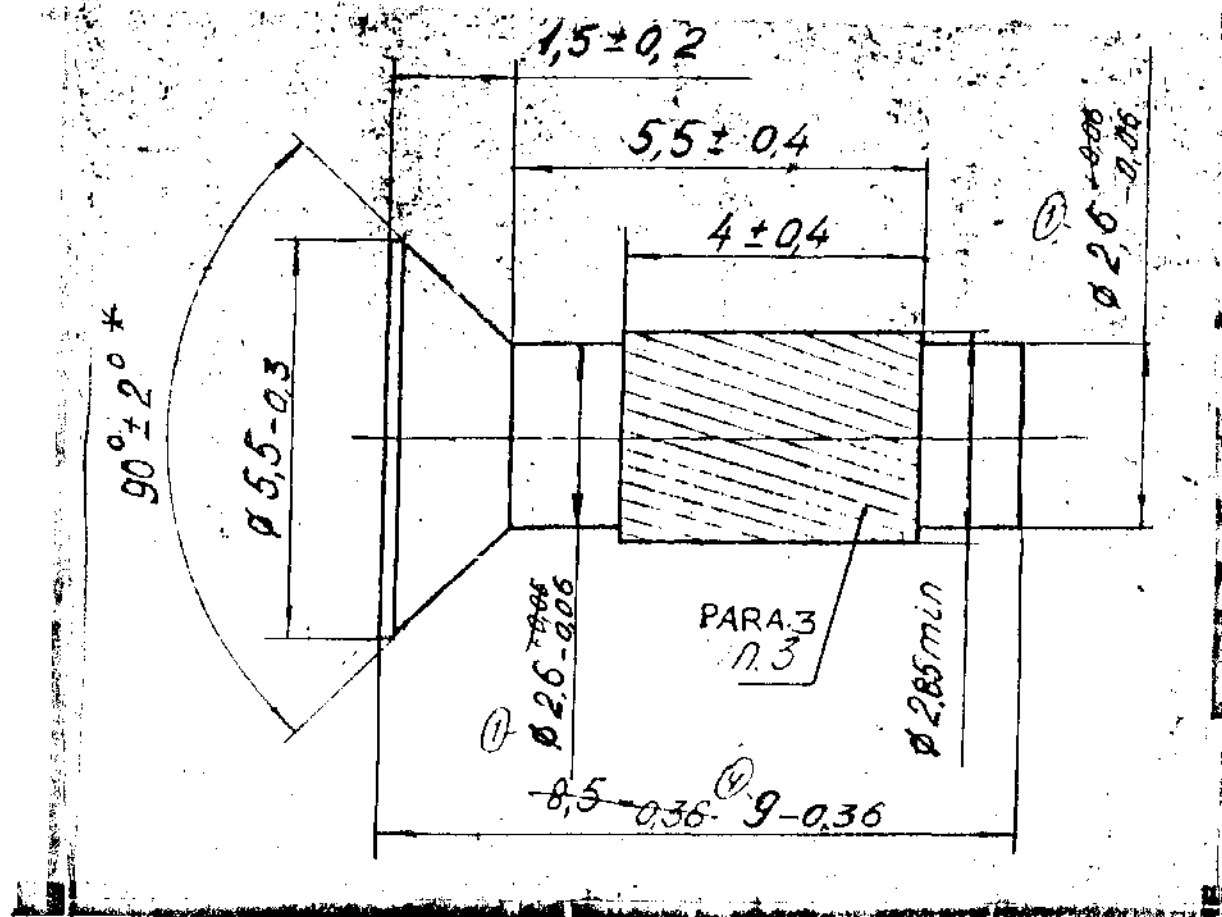 1,5 ± 0,2
5,5 ± 0,4
4 ± 0,4
① ø 2,6 +0,06 -0,06
90° ± 2° *
ø 5,5-0,3
① ø 2.6 +0,06 -0,06
PARA.3
п. 3
ø 2,85 min
8,5-0,36 ④ 9-0,36